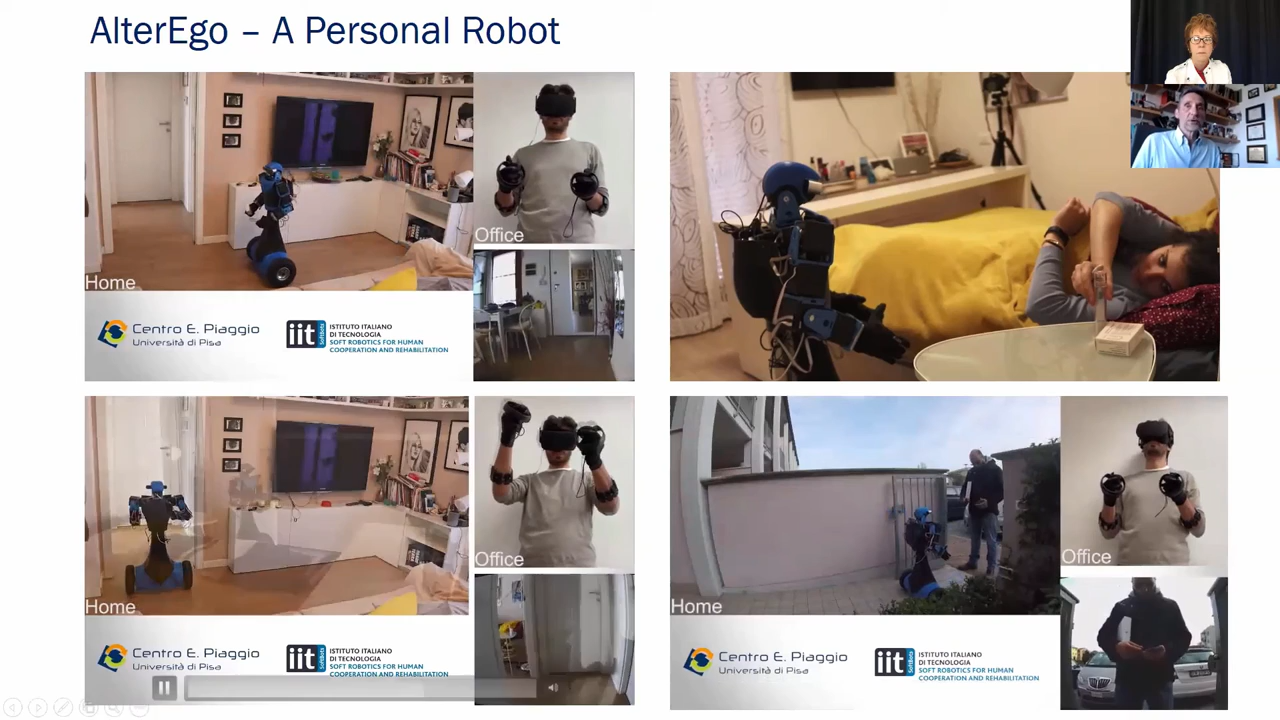 AlterEgo – A Personal Robot
Office
Home
Centro E. Piaggio
Università di Pisa
iit
Softbots
ISTITUTO ITALIANO
DI TECNOLOGIA
SOFT ROBOTICS FOR HUMAN
COOPERATION AND REHABILITATION
Office
Home
Centro E. Piaggio
Università di Pisa
iit
Softbots
ISTITUTO ITALIANO
DI TECNOLOGIA
SOFT ROBOTICS FOR HUMAN
COOPERATION AND REHABILITATION
Office
Home
Centro E. Piaggio
Università di Pisa
iit
Softbots
ISTITUTO ITALIANO
DI TECNOLOGIA
SOFT ROBOTICS FOR HUMAN
COOPERATION AND REHABILITATION